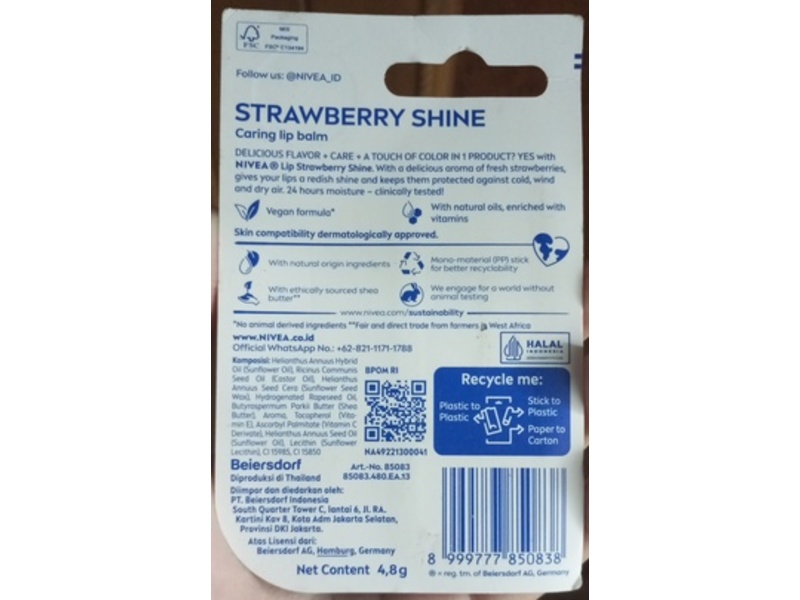 FSC
MIX
Packaging
FSC® C104194
Follow us: @NIVEA_ID
STRAWBERRY SHINE
Caring lip balm
DELICIOUS FLAVOR + CARE + A TOUCH OF COLOR IN 1 PRODUCT? YES with
NIVEA® Lip Strawberry Shine. With a delicious aroma of fresh strawberries,
gives your lips a redish shine and keeps them protected against cold, wind
and dry air. 24 hours moisture – clinically tested!
Vegan formula*
With natural oils, enriched with
vitamins
Skin compatibility dermatologically approved.
With natural origin ingredients
Mono-material (PP) stick
for better recyclability
With ethically sourced shea
butter**
We engage for a world without
animal testing
www.nivea.com/sustainability
*No animal derived ingredients **Fair and direct trade from farmers in West Africa
www.NIVEA.co.id
Official WhatsApp No.: +62-821-1171-1788
HALAL
INDONESIA
Komposisi: Helianthus Annuus Hybrid
Oil (Sunflower Oil), Ricinus Communis
Seed Oil (Castor Oil), Helianthus
Annuus Seed Cera (Sunflower Seed
Wax), Hydrogenated Rapeseed Oil,
Butyrospermum Parkii Butter (Shea
Butter), Aroma, Tocopherol (Vita-
min E), Ascorbyl Palmitate (Vitamin C
Derivate), Helianthus Annuus Seed Oil
(Sunflower Oil), Lecithin (Sunflower
Lecithin), CI 15985, CI 15850
BPOM RI
NA49221300041
Recycle me:
Plastic to
Plastic
Stick to
Plastic
Paper to
Carton
Beiersdorf
Art.-No. 85083
85083.480.EA.13
Diproduksi di Thailand
Diimpor dan diedarkan oleh:
PT. Beiersdorf Indonesia
South Quarter Tower C, lantai 6, Jl. RA.
Kartini Kav 8, Kota Adm Jakarta Selatan,
Provinsi DKI Jakarta.
Atas Lisensi dari:
Beiersdorf AG, Hamburg, Germany
Net Content 4,8 g
8 999777 850838
® = reg. tm. of Beiersdorf AG, Germany